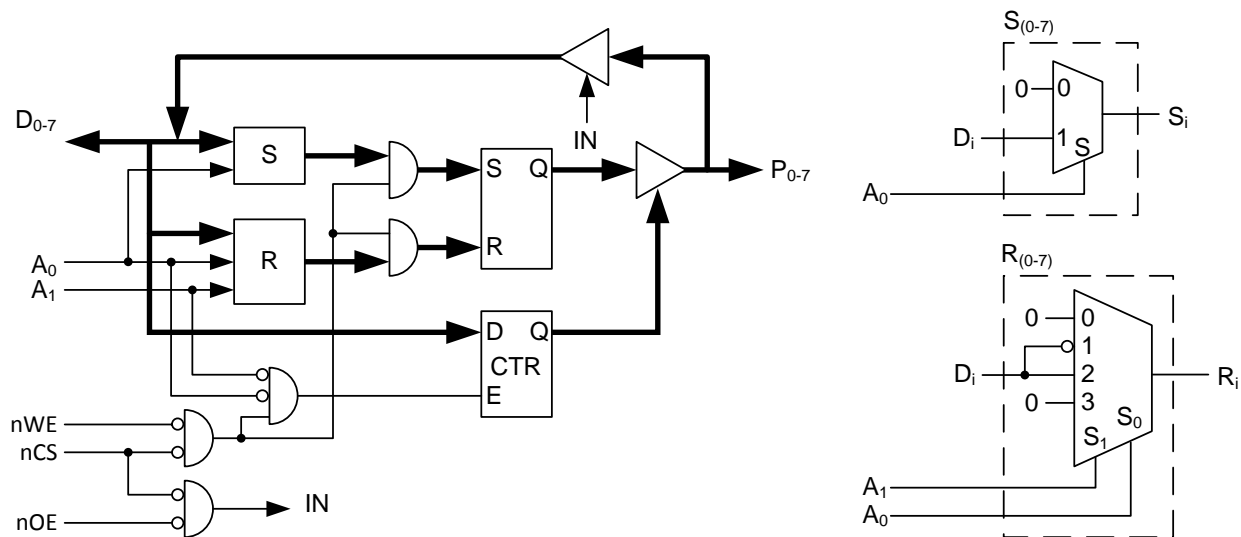 S(0-7)
0
0
D0-7
IN
Di
1
S
Si
S
S
Q
P0-7
A0
R
R
A0
A1
R(0-7)
0
0
1
D
Q
CTR
E
Di
2
Ri
0
3
S0
S1
nWE
nCS
IN
nOE
A1
A0